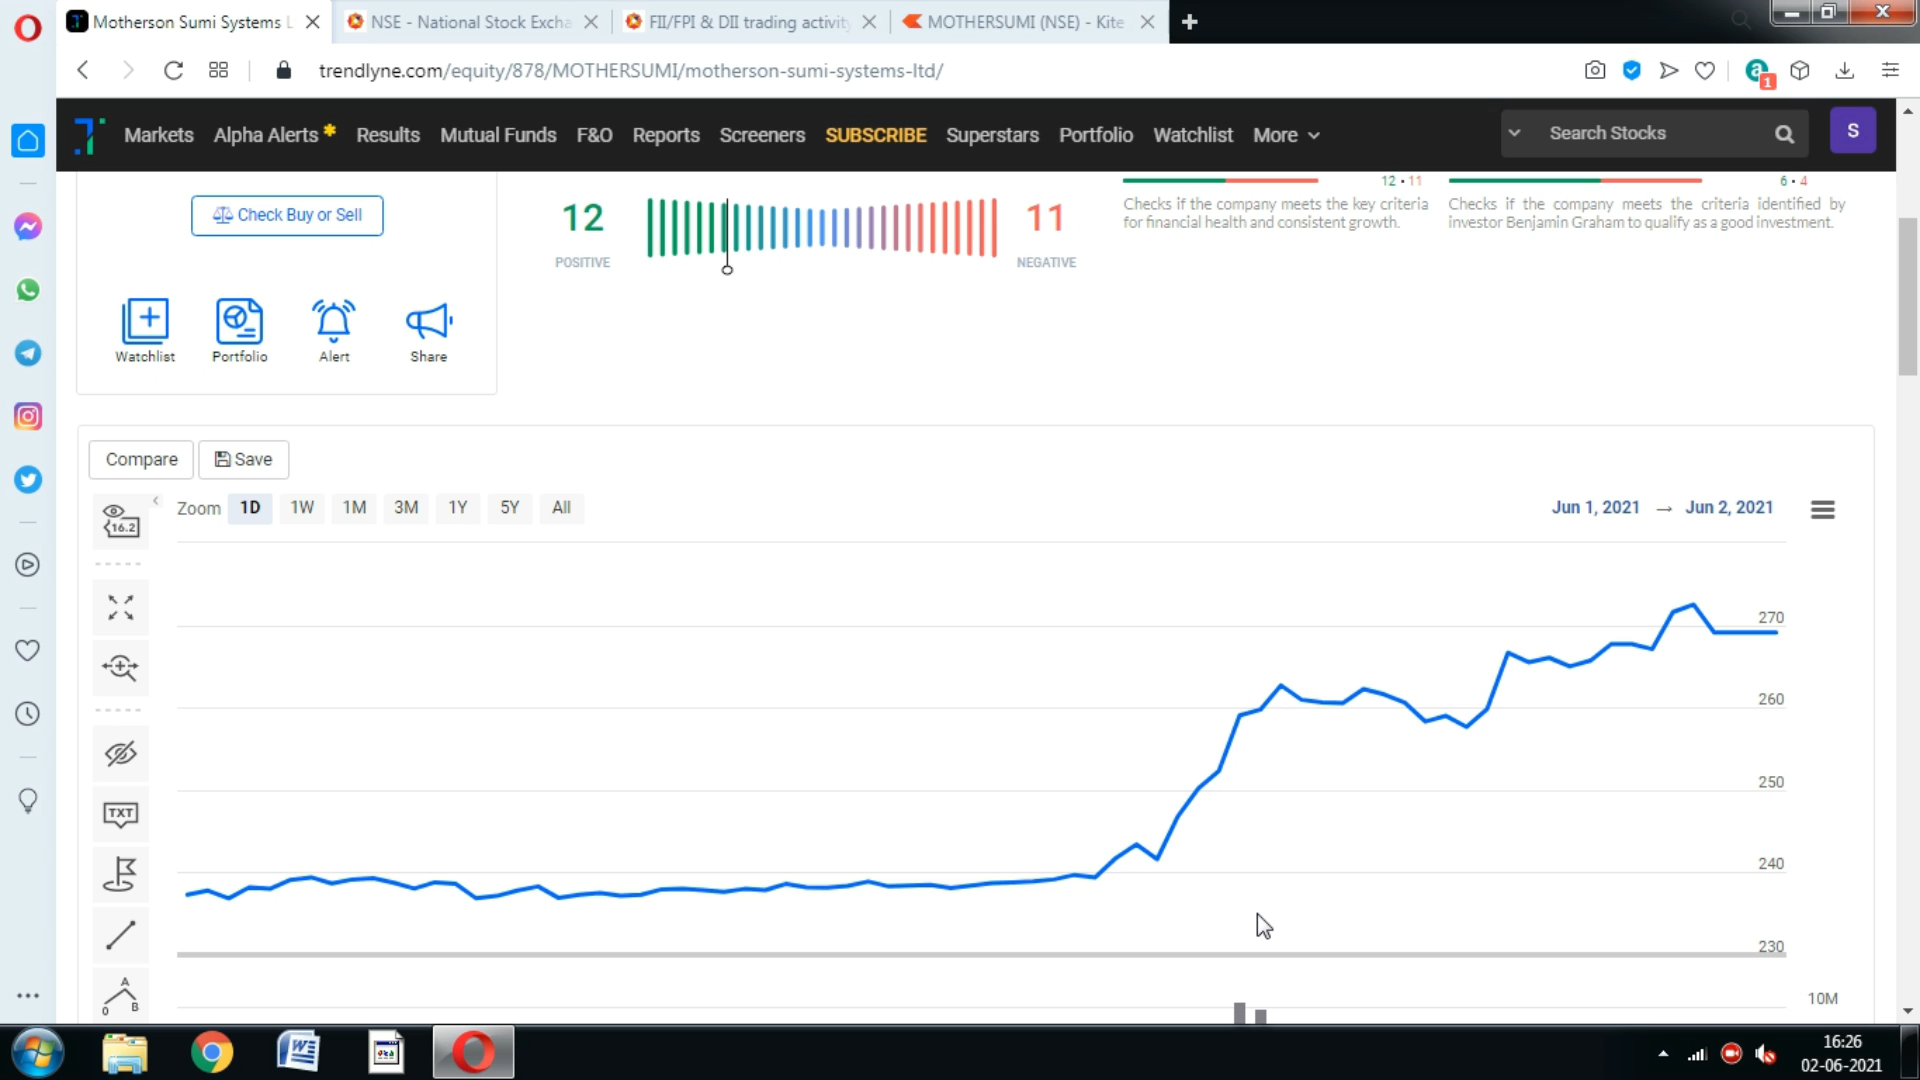 Motherson Sumi Systems L
NSE - National Stock Excha
FII/FPI & DII trading activity
MOTHERSUMI (NSE) - Kite
trendlyne.com/equity/878/MOTHERSUMI/motherson-sumi-systems-ltd/
a
1
Markets
Alpha Alerts
Results
Mutual Funds
F&O
Reports
Screeners
SUBSCRIBE
Superstars
Portfolio
Watchlist
More
Search Stocks
S
Check Buy or Sell
12
POSITIVE
11
NEGATIVE
12 • 11
Checks if the company meets the key criteria
for financial health and consistent growth.
6 • 4
Checks if the company meets the criteria identified by
investor Benjamin Graham to qualify as a good investment.
Watchlist
Portfolio
Alert
Share
Compare
Save
Zoom
1D
1W
1M
3M
1Y
5Y
All
Jun 1, 2021 → Jun 2, 2021
16.2
TXT
A
0 B
270
260
250
240
230
10M
16:26
02-06-2021